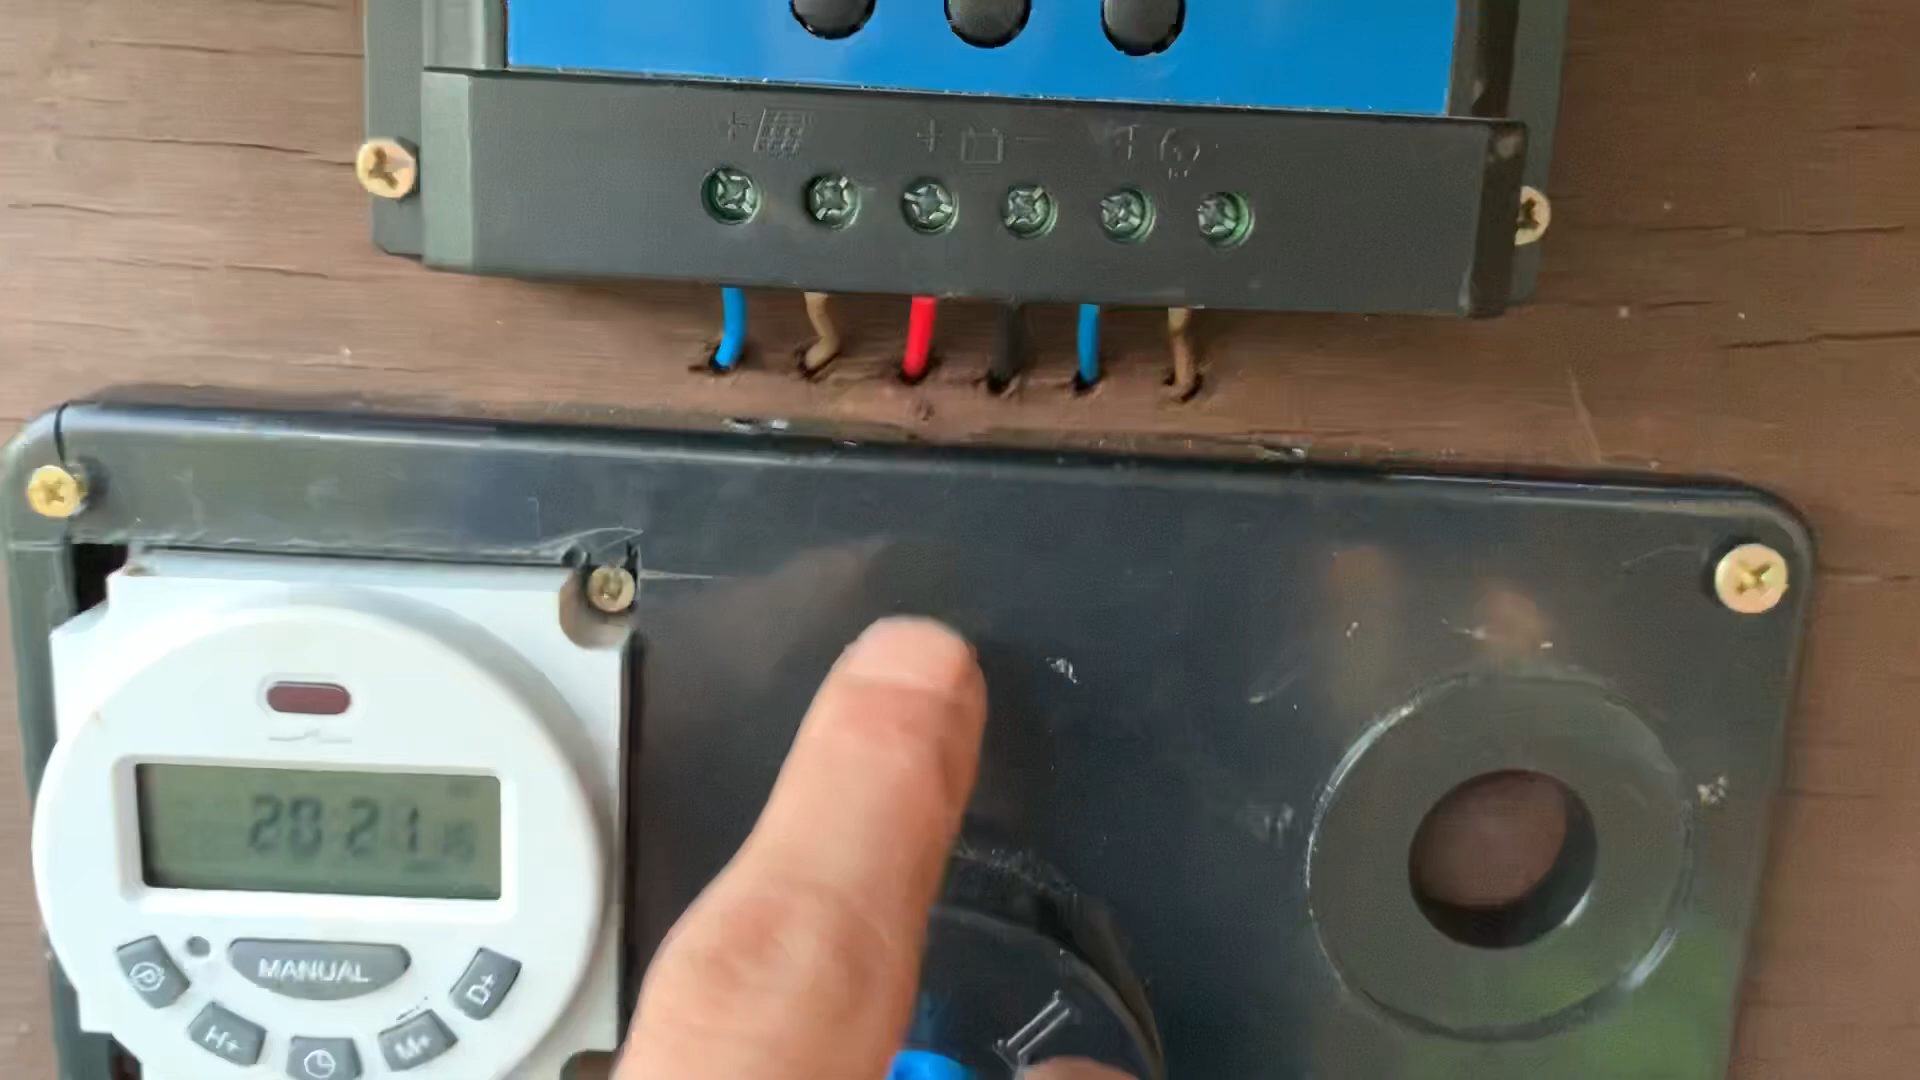 +
+ -
+
20:21
MANUAL
D+
H+
M+